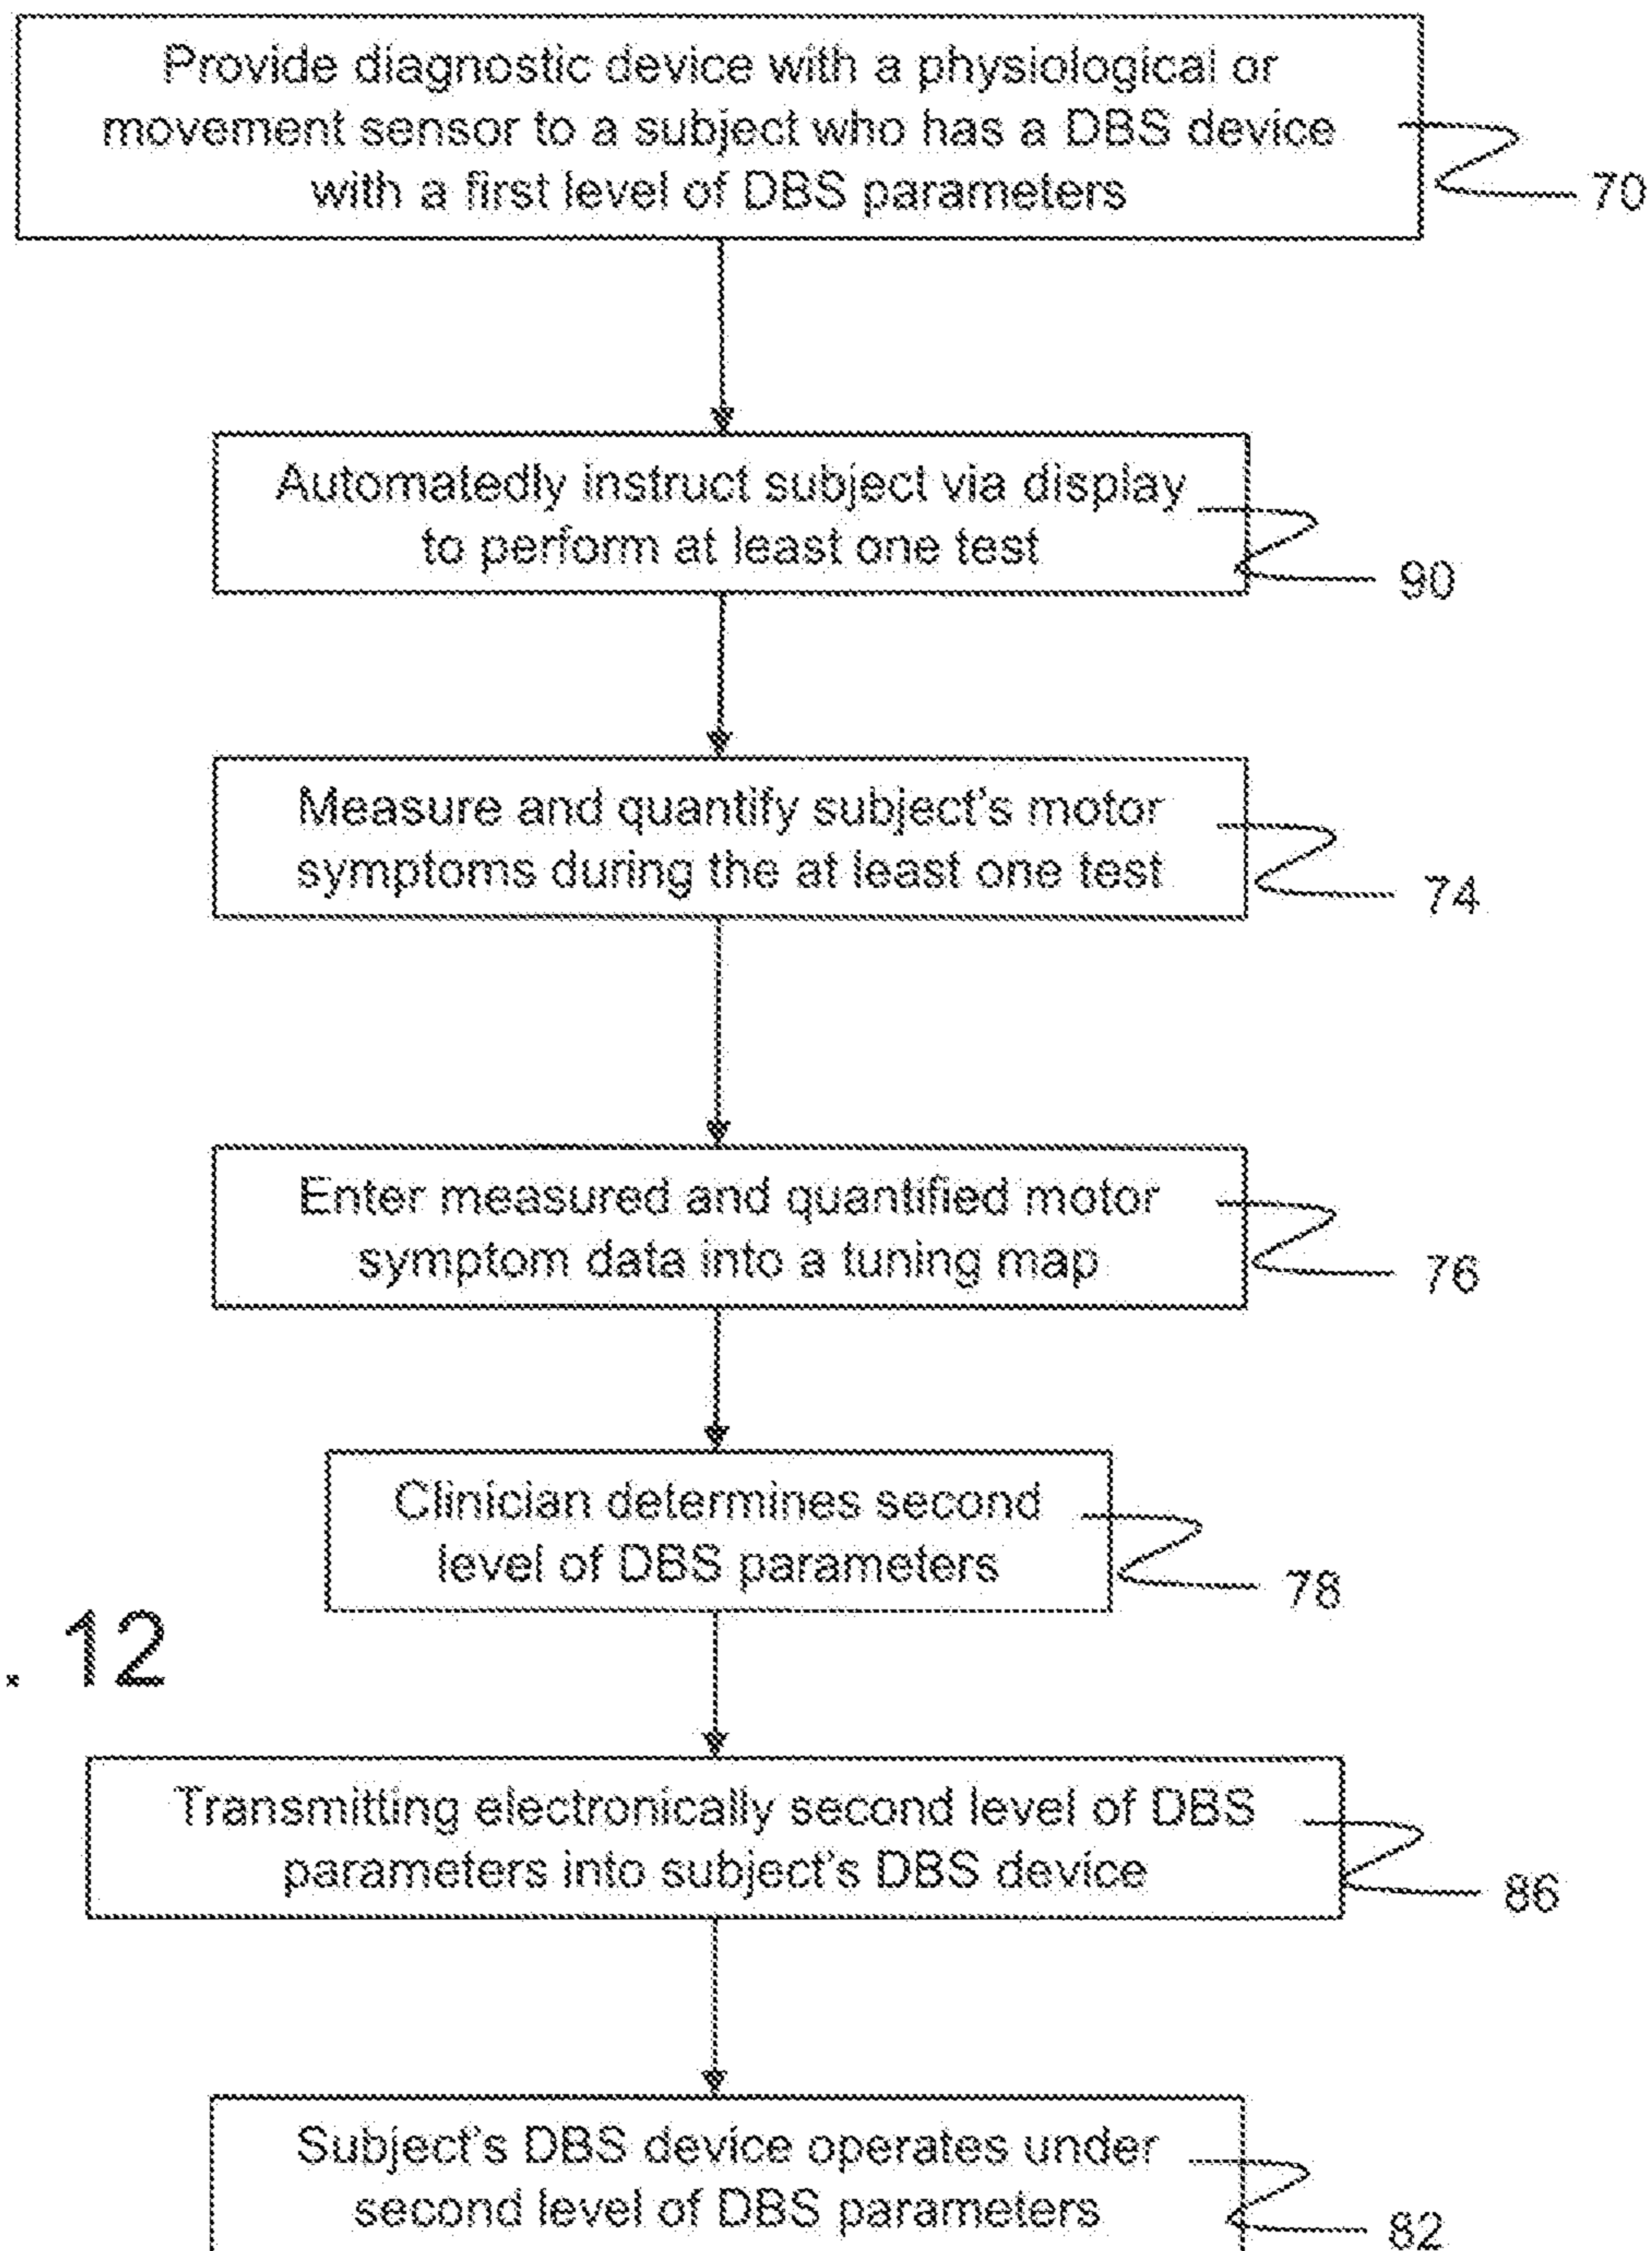 Provide diagnostic device with a physiological or
movement sensor to a subject who has a DBS device
with a first level of DBS parameters
70
Automatedly instruct subject via display
to perform at least one test
90
Measure and quantify subject's motor
symptoms during the at least one test
74
Enter measured and quantified motor
symptom data into a tuning map
76
Clinician determines second
level of DBS parameters
78
. 12
Transmitting electronically second level of DBS
parameters into subject's DBS device
86
Subject's DBS device operates under
second level of DBS parameters
82